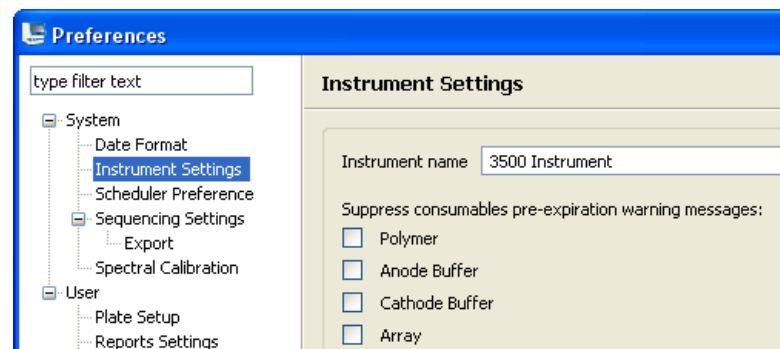 Preferences
type filter text
System
Date Format
Instrument Settings
Scheduler Preference
Sequencing Settings
Export
Spectral Calibration
User
Plate Setup
Reports Settings
Instrument Settings
Instrument name 3500 Instrument
Suppress consumables pre-expiration warning messages:
Polymer
Anode Buffer
Cathode Buffer
Array